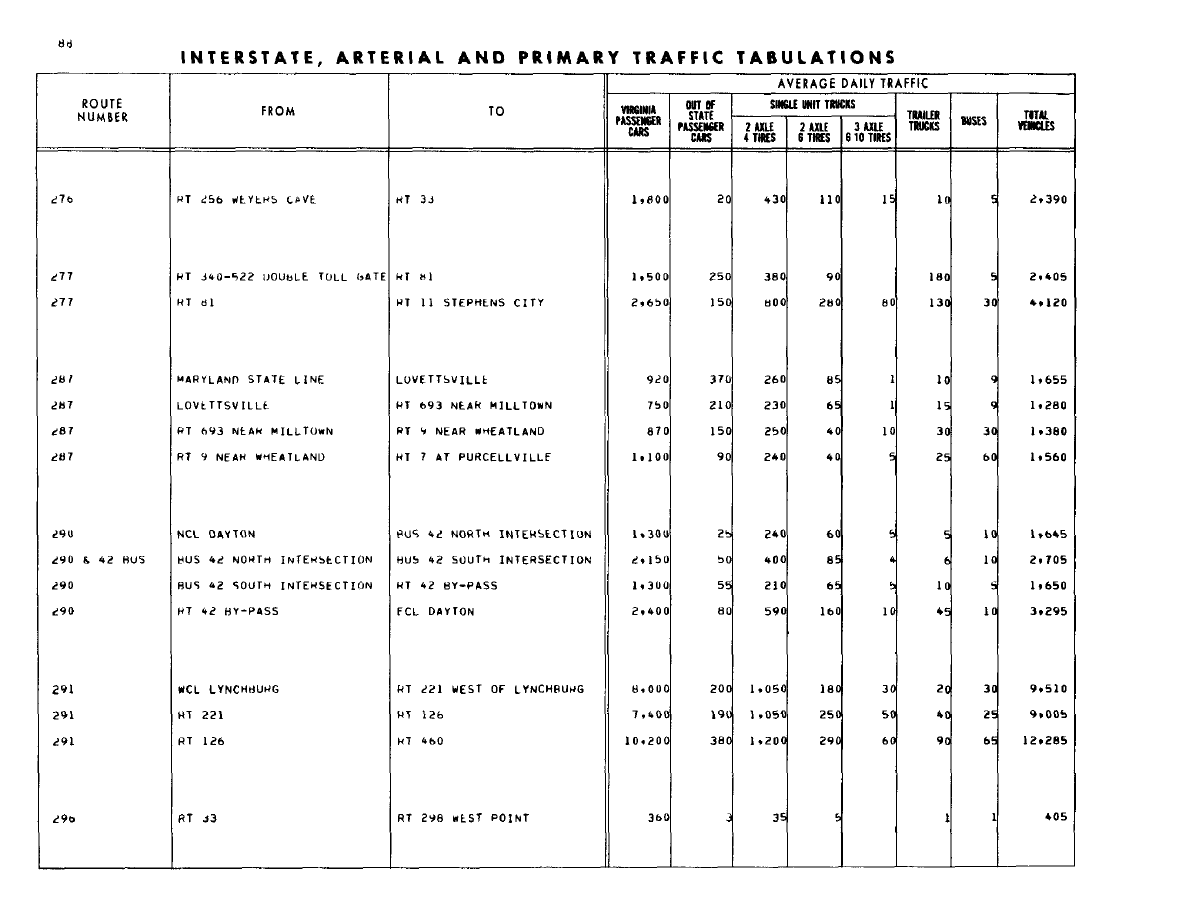 88
INTERSTATE, ARTERIAL AND PRIMARY TRAFFIC TABULATIONS
ROUTE NUMBER FROM TO AVERAGE DAILY TRAFFIC
VIRGINIA PASSENGER CARS OUT OF STATE PASSENGER CARS SINGLE UNIT TRUCKS TRAILER TRUCKS BUSES TOTAL VEHICLES
2 AXLE 4 TIRES 2 AXLE 6 TIRES 3 AXLE 6 10 TIRES
276 RT 256 WEYERS CAVE RT 33 1,800 20 430 110 15 10 5 2,390
277 RT 340-522 DOUBLE TOLL GATE RT 81 1,500 250 380 90 180 5 2,405
277 RT 81 RT 11 STEPHENS CITY 2,650 150 800 280 80 130 30 4,120
287 MARYLAND STATE LINE LOVETTSVILLE 920 370 260 85 1 10 9 1,655
287 LOVETTSVILLE RT 693 NEAR MILLTOWN 750 210 230 65 1 15 9 1,280
287 RT 693 NEAR MILLTOWN RT 9 NEAR WHEATLAND 870 150 250 40 10 30 30 1,380
287 RT 9 NEAR WHEATLAND RT 7 AT PURCELLVILLE 1,100 90 240 40 5 25 60 1,560
290 NCL DAYTON BUS 42 NORTH INTERSECTION 1,300 25 240 60 5 5 10 1,645
290 & 42 BUS BUS 42 NORTH INTERSECTION BUS 42 SOUTH INTERSECTION 2,150 50 400 85 4 6 10 2,705
290 BUS 42 SOUTH INTERSECTION RT 42 BY-PASS 1,300 55 210 65 5 10 5 1,650
290 RT 42 BY-PASS ECL DAYTON 2,400 80 590 160 10 45 10 3,295
291 WCL LYNCHBURG RT 221 WEST OF LYNCHBURG 8,000 200 1,050 180 30 20 30 9,510
291 RT 221 RT 126 7,400 190 1,050 250 50 40 25 9,005
291 RT 126 RT 460 10,200 380 1,200 290 60 90 65 12,285
296 RT 33 RT 298 WEST POINT 360 3 35 5 1 1 405